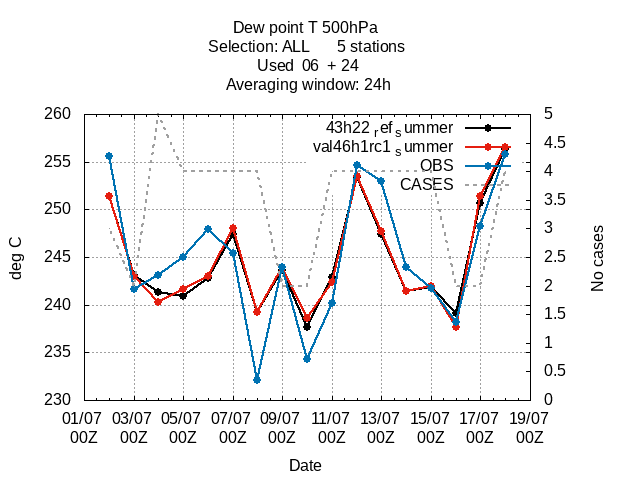 Dew point T 500hPa
Selection: ALL      5 stations
Used  06  + 24
Averaging window: 24h
43h22 refsummer
val46h1rc1 summer
OBS
CASES
260
255
250
245
240
235
230
5
4.5
4
3.5
3
2.5
2
1.5
1
0.5
0
deg C
No cases
01/07 03/07 05/07 07/07 09/07 11/07 13/07 15/07 17/07 19/07
00Z 00Z 00Z 00Z 00Z 00Z 00Z 00Z 00Z 00Z
Date